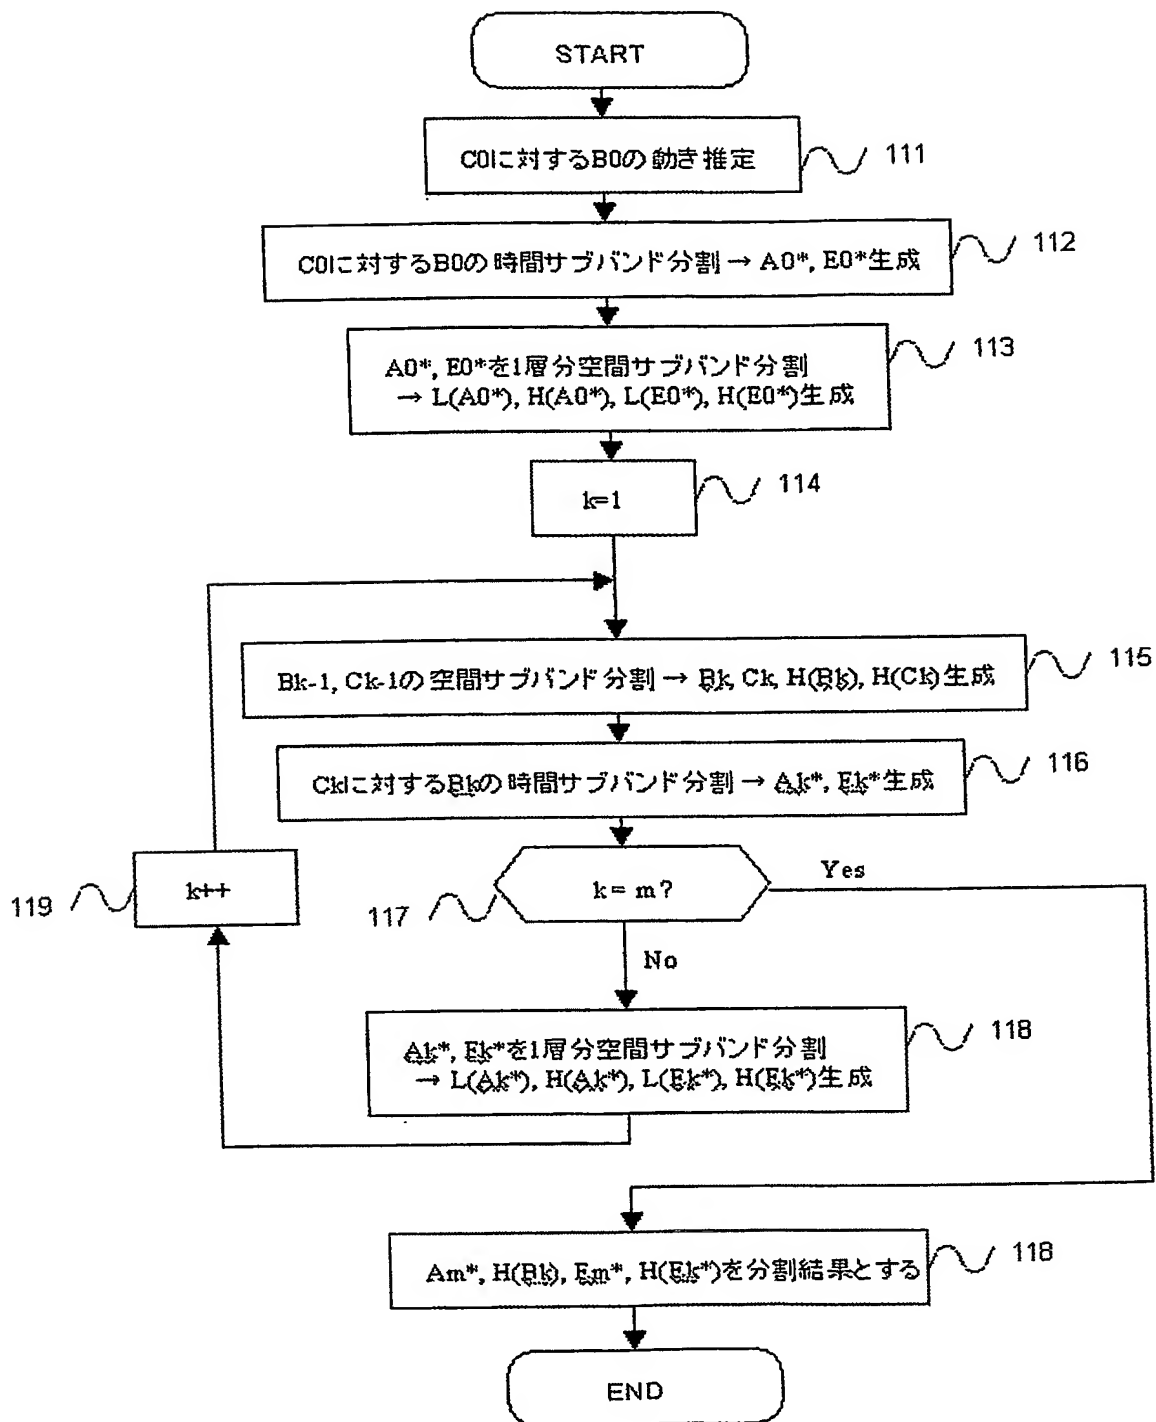 START
C0に対するB0の動き推定
111
C0に対するB0の時間サブバンド分割 → A0*, E0*生成
112
A0*, E0*を1層分空間サブバンド分割
→ L(A0*), H(A0*), L(E0*), H(E0*)生成
113
k=1
114
Bk-1, Ck-1の空間サブバンド分割 → Bk, Ck, H(Bk), H(Ck)生成
115
Ckに対するBkの時間サブバンド分割 → Ak*, Ek*生成
116
k++
119
k= m?
117
Yes
No
Ak*, Ek*を1層分空間サブバンド分割
→ L(Ak*), H(Ak*), L(Ek*), H(Ek*)生成
118
Am*, H(Bk), Em*, H(Ek*)を分割結果とする
118
END